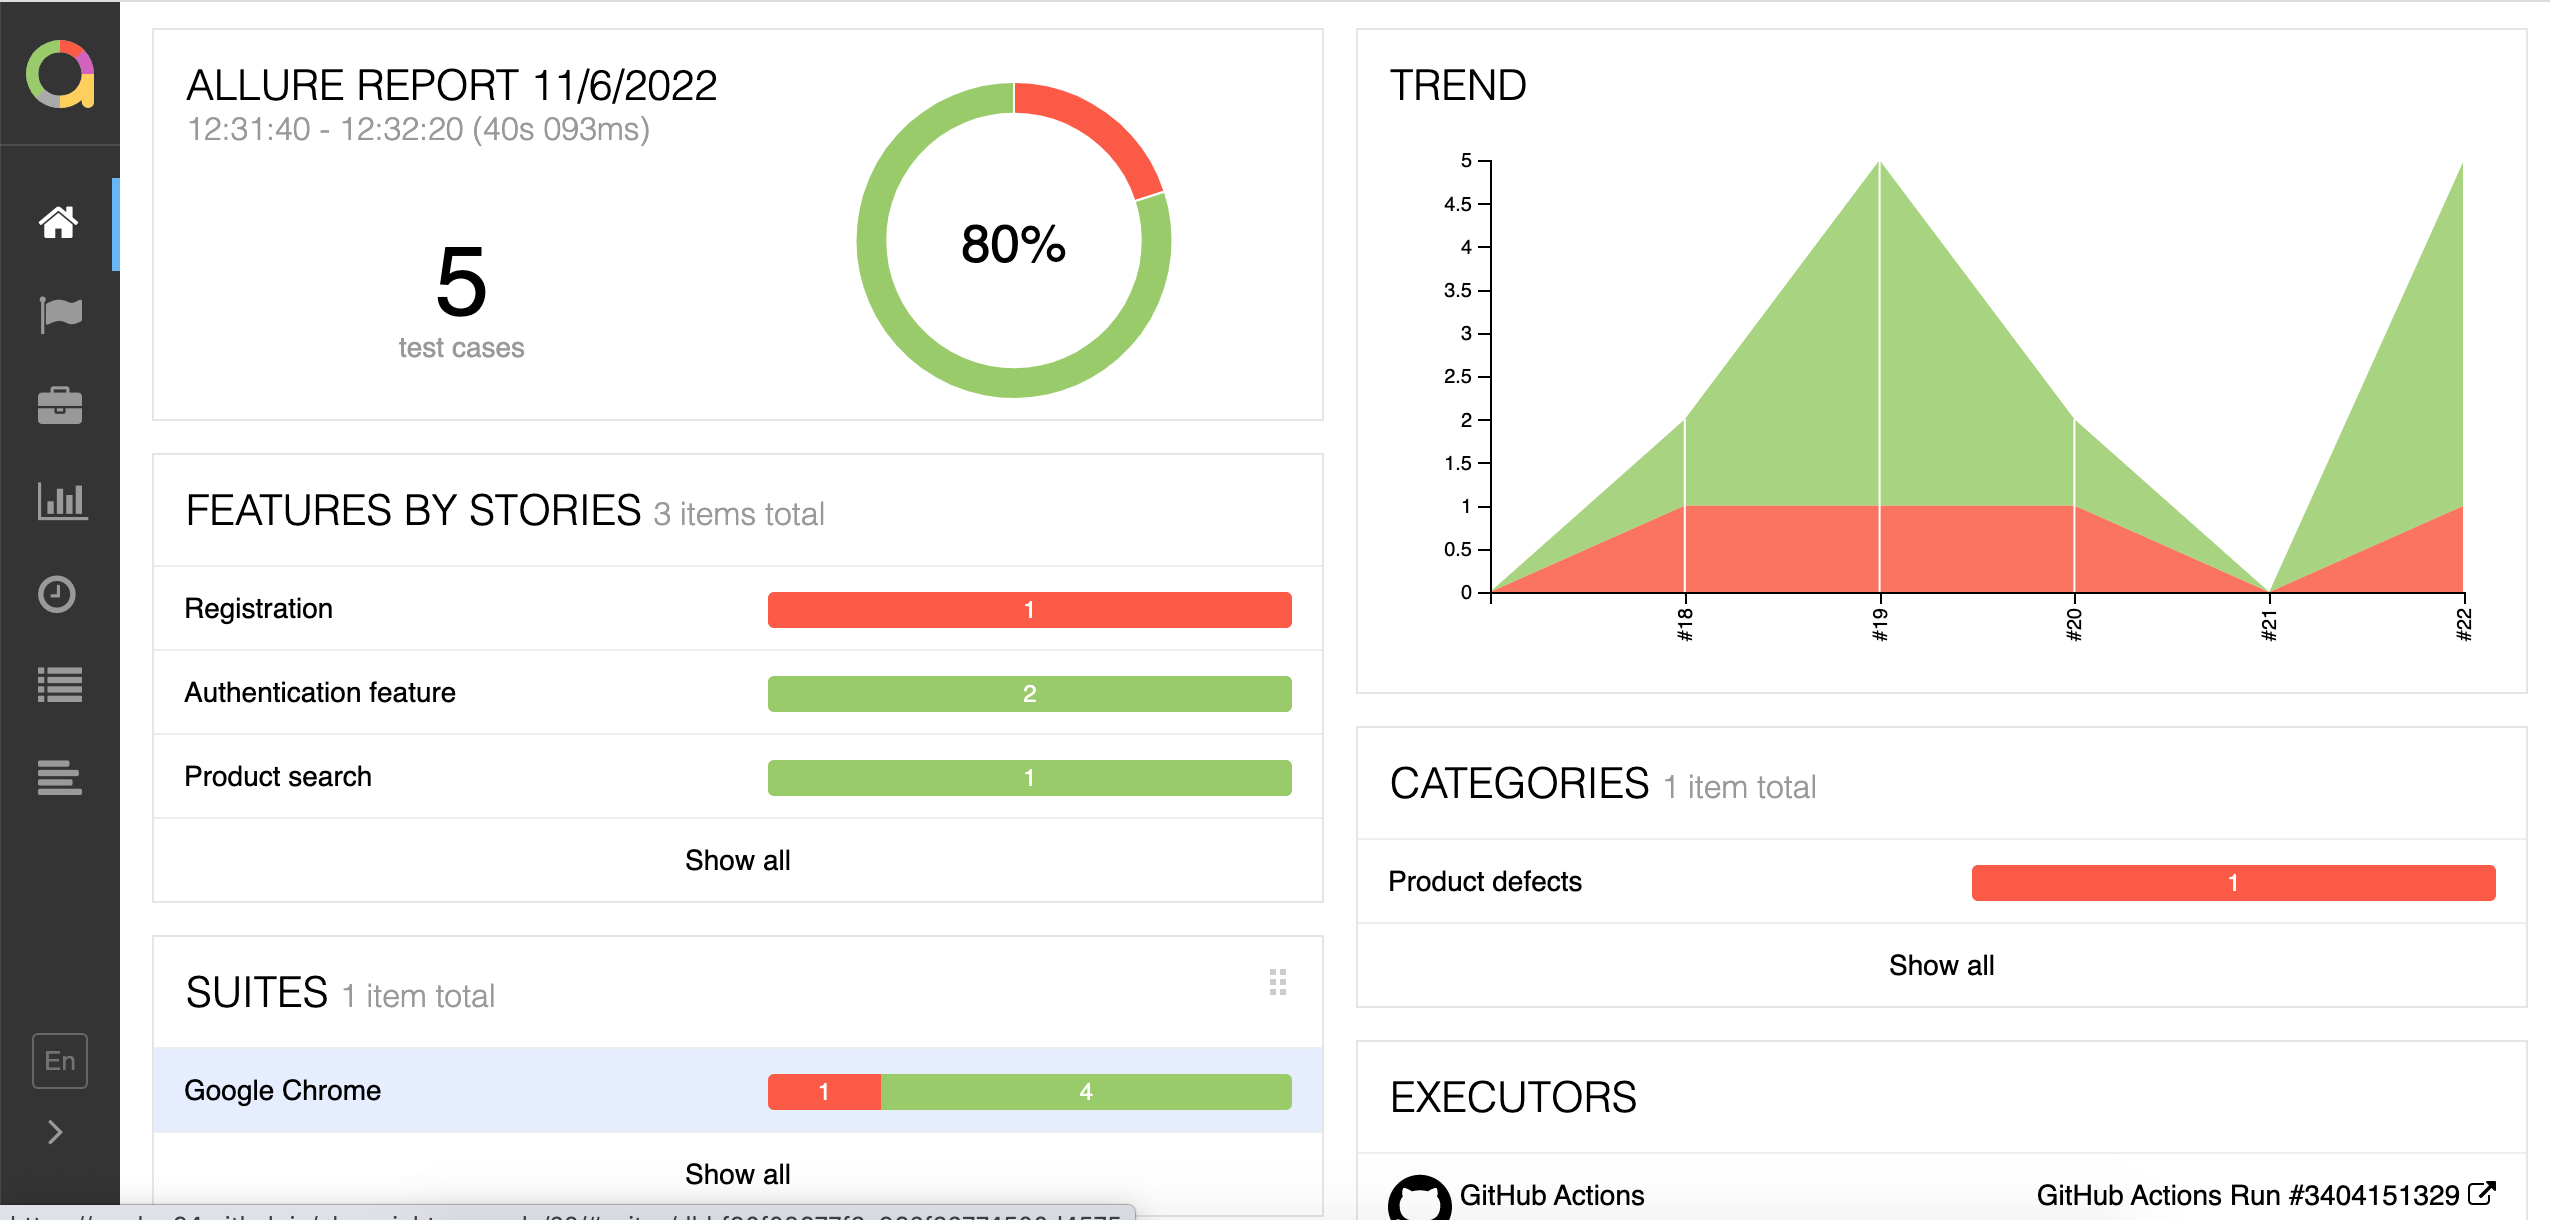 ALLURE REPORT 11/6/2022
12:31:40 - 12:32:20 (40s 093ms)
5
test cases
80%
FEATURES BY STORIES 3 items total
Registration 1
Authentication feature 2
Product search 1
Show all
SUITES 1 item total
Google Chrome 1 4
Show all
En
TREND
5
4.5
4
3.5
3
2.5
2
1.5
1
0.5
0
#18
#19
#20
#21
#22
CATEGORIES 1 item total
Product defects 1
Show all
EXECUTORS
GitHub Actions GitHub Actions Run #3404151329